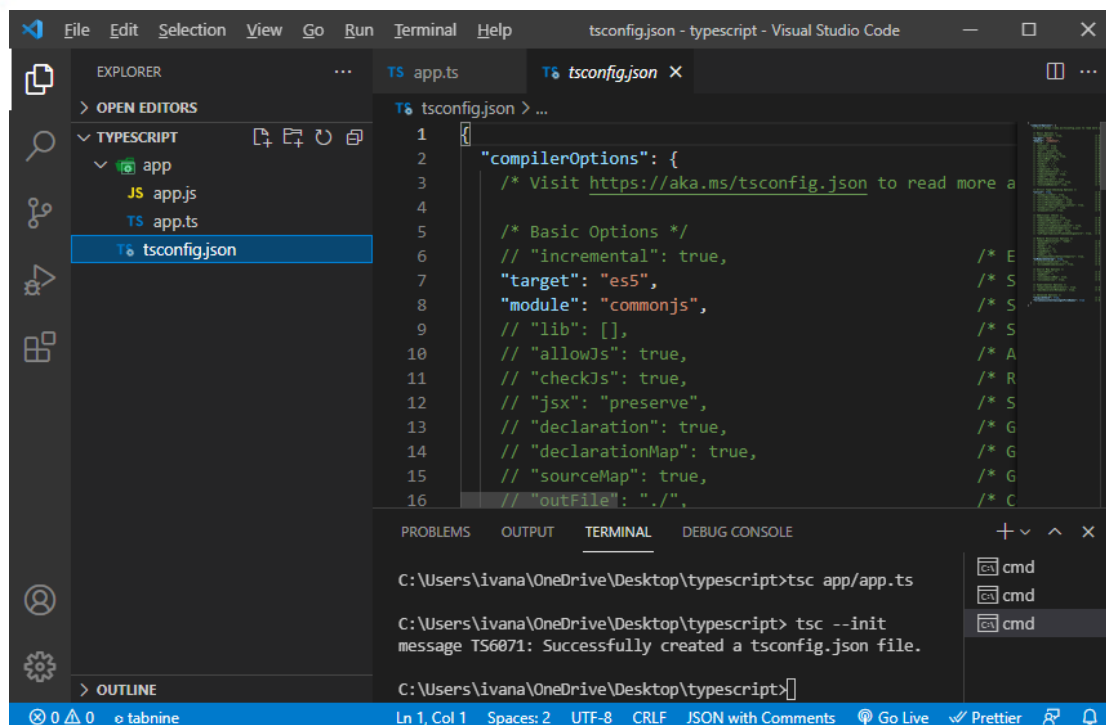 File Edit Selection View Go Run Terminal Help tsconfig.json - typescript - Visual Studio Code
EXPLORER
OPEN EDITORS
TYPESCRIPT
app
JS app.js
TS app.ts
TS tsconfig.json
OUTLINE
TS app.ts TS tsconfig.json
TS tsconfig.json > ...
1 {
2 "compilerOptions": {
3 /* Visit https://aka.ms/tsconfig.json to read more a
4
5 /* Basic Options */
6 // "incremental": true, /* E
7 "target": "es5", /* S
8 "module": "commonjs", /* S
9 // "lib": [], /* S
10 // "allowJs": true, /* A
11 // "checkJs": true, /* R
12 // "jsx": "preserve", /* S
13 // "declaration": true, /* G
14 // "declarationMap": true, /* G
15 // "sourceMap": true, /* G
16 // "outFile": "./", /* C
PROBLEMS OUTPUT TERMINAL DEBUG CONSOLE
C:\Users\ivana\OneDrive\Desktop\typescript>tsc app/app.ts
C:\Users\ivana\OneDrive\Desktop\typescript> tsc --init
message TS6071: Successfully created a tsconfig.json file.
C:\Users\ivana\OneDrive\Desktop\typescript>
cmd
cmd
cmd
0 0 tabnine Ln 1, Col 1 Spaces: 2 UTF-8 CRLF JSON with Comments Go Live Prettier